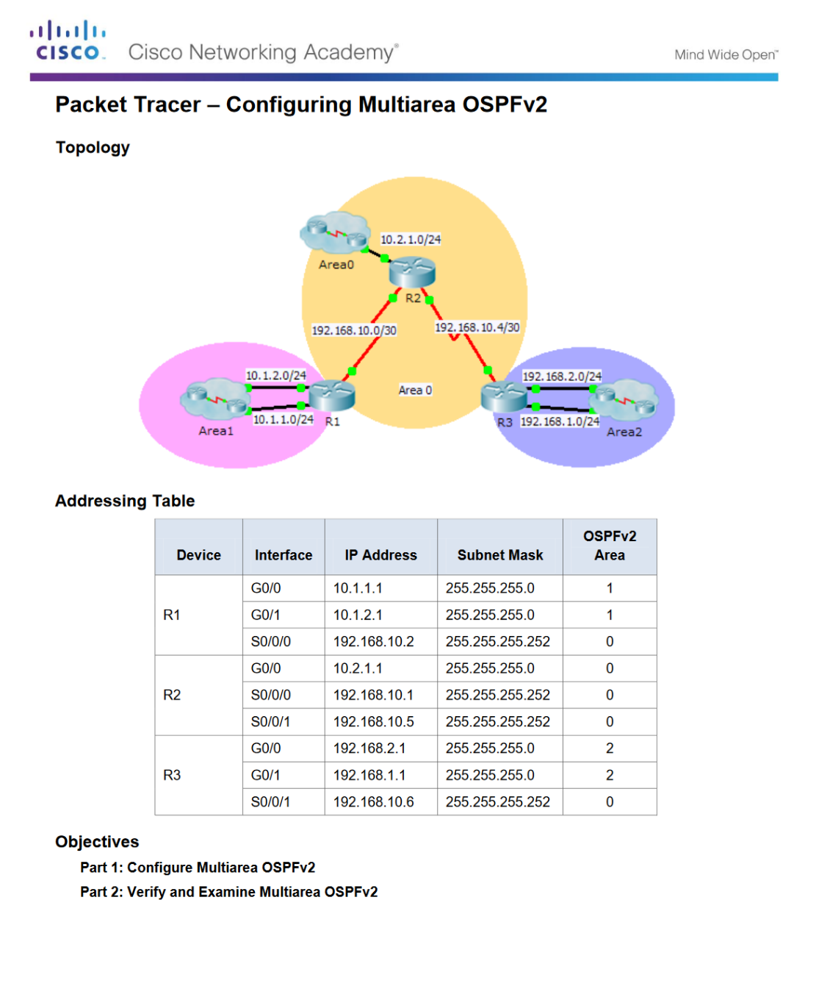 CISCO™ Cisco Networking Academy® Mind Wide Open™
Packet Tracer – Configuring Multiarea OSPFv2
Topology
10.2.1.0/24
Area0
R2
192.168.10.0/30
192.168.10.4/30
10.1.2.0/24
192.168.2.0/24
Area 0
10.1.1.0/24
R1
R3
192.168.1.0/24
Area1
Area2
Addressing Table
Device Interface IP Address Subnet Mask OSPFv2 Area
R1 G0/0 10.1.1.1 255.255.255.0 1
G0/1 10.1.2.1 255.255.255.0 1
S0/0/0 192.168.10.2 255.255.255.252 0
R2 G0/0 10.2.1.1 255.255.255.0 0
S0/0/0 192.168.10.1 255.255.255.252 0
S0/0/1 192.168.10.5 255.255.255.252 0
R3 G0/0 192.168.2.1 255.255.255.0 2
G0/1 192.168.1.1 255.255.255.0 2
S0/0/1 192.168.10.6 255.255.255.252 0
Objectives
Part 1: Configure Multiarea OSPFv2
Part 2: Verify and Examine Multiarea OSPFv2